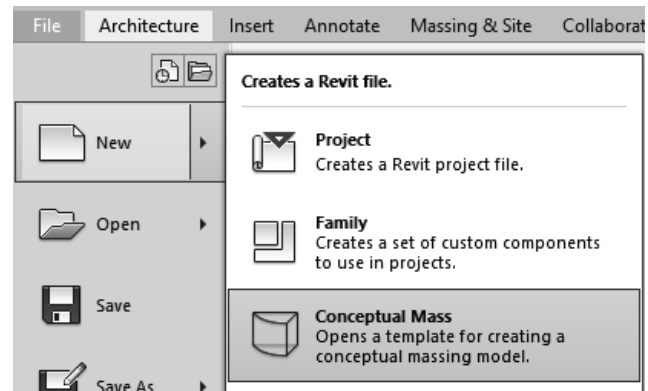 File Architecture Insert Annotate Massing & Site Collaborat
Creates a Revit file.
New
Project
Creates a Revit project file.
Open
Family
Creates a set of custom components
to use in projects.
Save
Conceptual Mass
Opens a template for creating a
conceptual massing model.
Save As